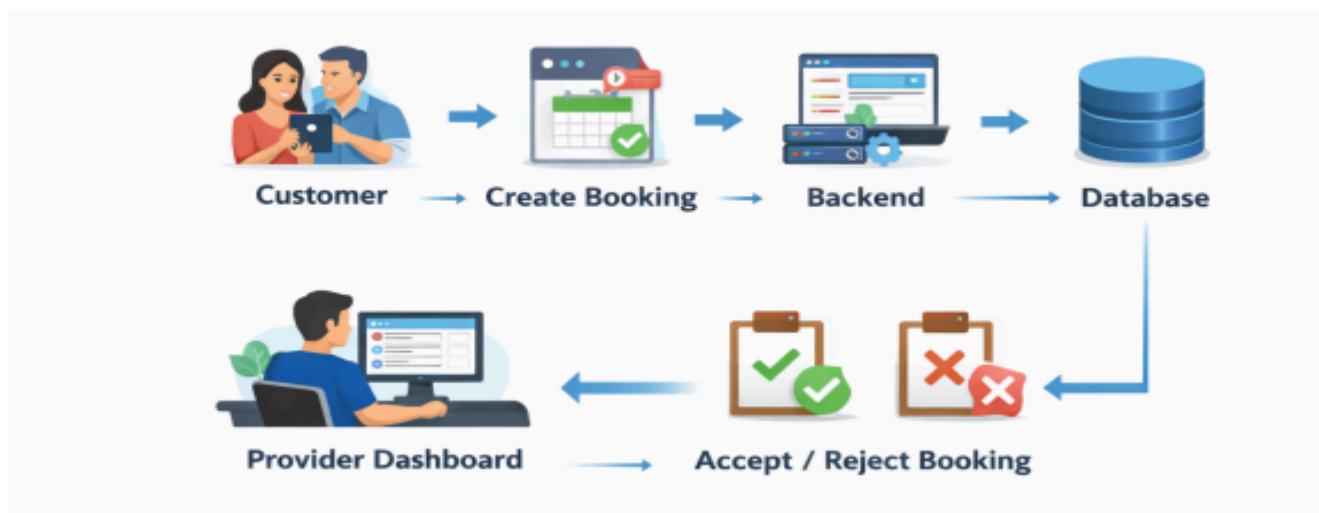 Customer Create Booking Backend Database
Provider Dashboard Accept / Reject Booking